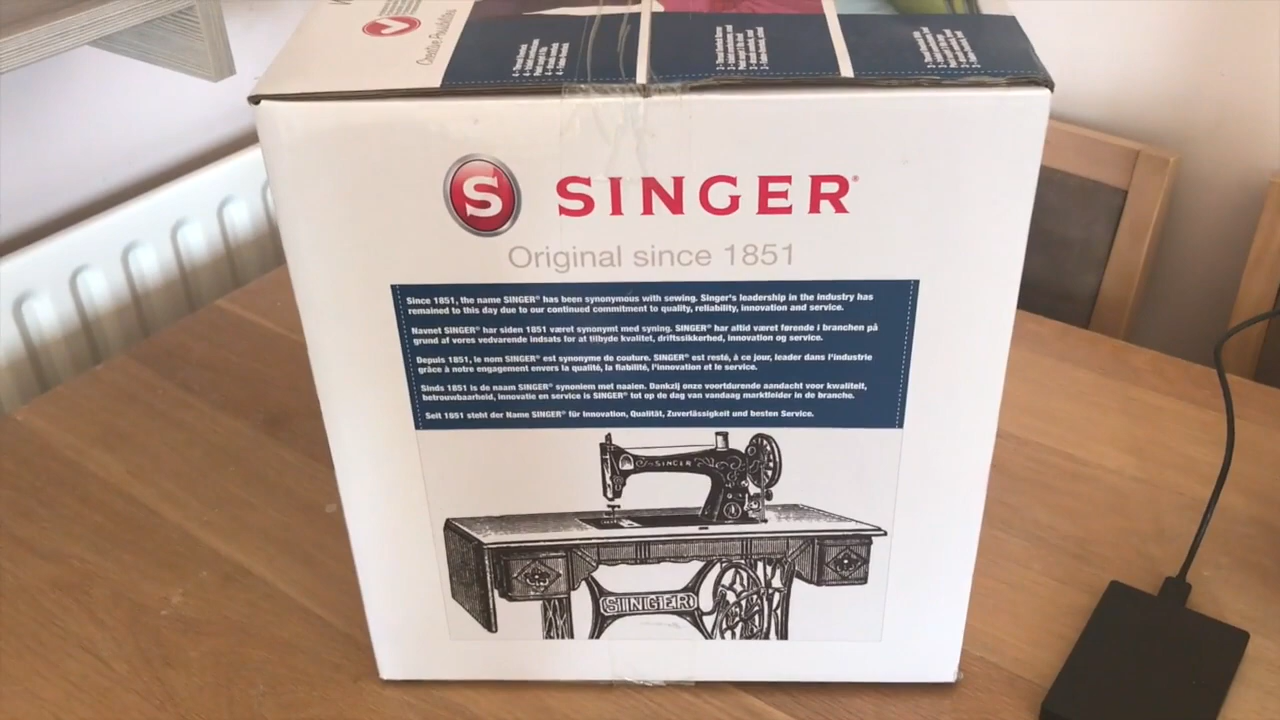 Creative Possibilities
S SINGER®
Original since 1851
Since 1851, the name SINGER® has been synonymous with sewing. Singer's leadership in the industry has
remained to this day due to our continued commitment to quality, reliability, innovation and service.
Navnet SINGER® har siden 1851 været synonymt med syning. SINGER® har altid været førende i branchen på
grund af vores vedvarende indsats for at tilbyde kvalitet, driftssikkerhed, innovation og service.
Depuis 1851, le nom SINGER® est synonyme de couture. SINGER® est resté, à ce jour, leader dans l'industrie
grâce à notre engagement envers la qualité, la fiabilité, l'innovation et le service.
Sinds 1851 is de naam SINGER® synoniem met naaien. Dankzij onze voortdurende aandacht voor kwaliteit,
betrouwbaarheid, innovatie en service is SINGER® tot op de dag van vandaag marktleider in de branche.
Seit 1851 steht der Name SINGER® für Innovation, Qualität, Zuverlässigkeit und besten Service.
SINGER
SINGER